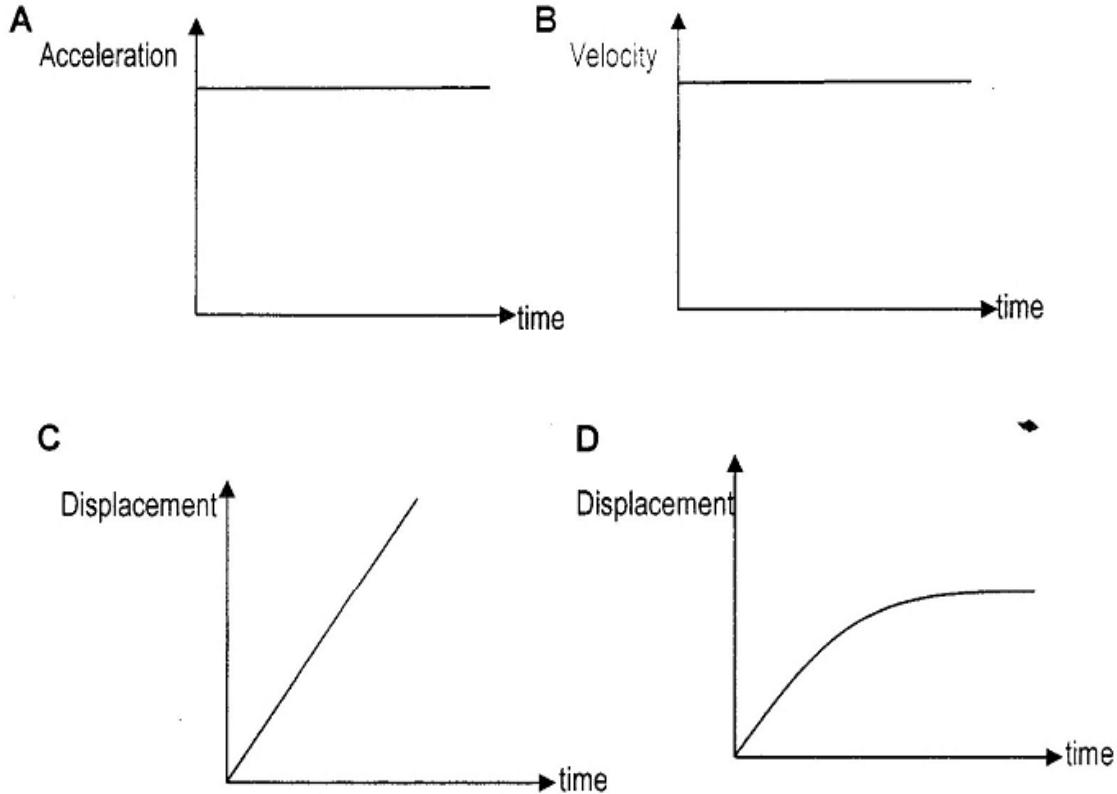 A
Acceleration
time
B
Velocity
time
C
Displacement
time
D
Displacement
time